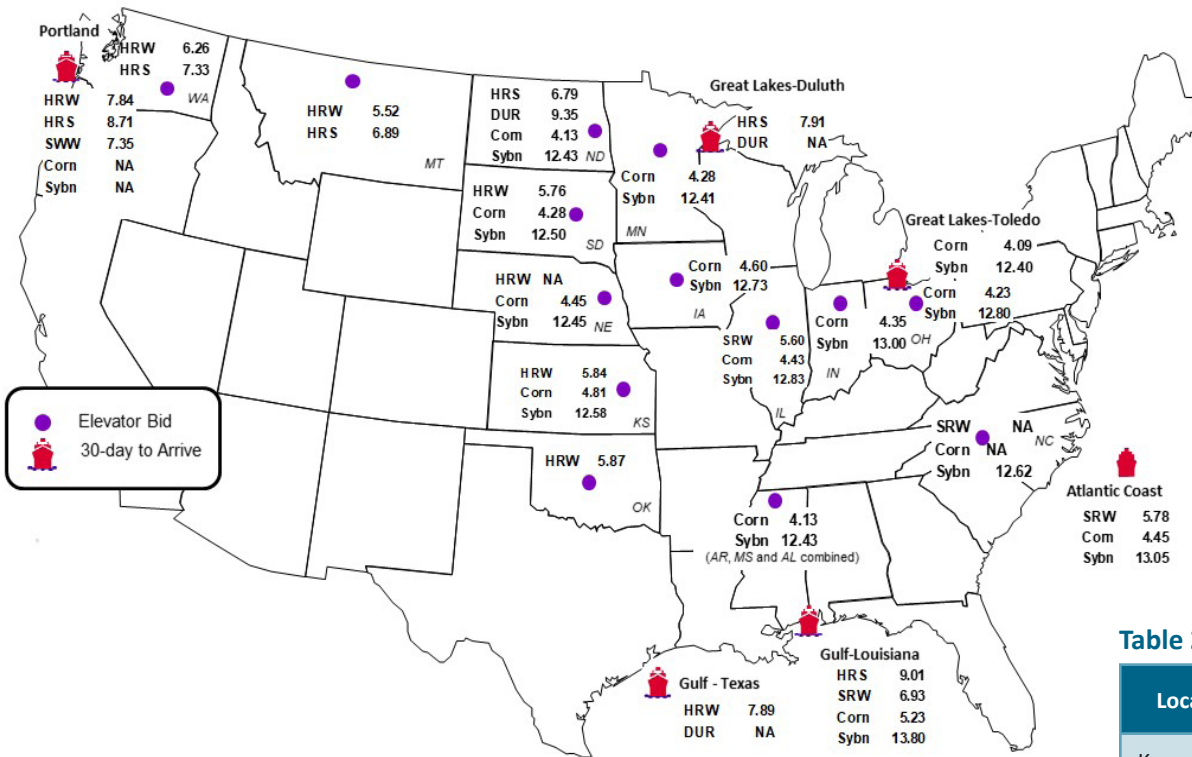 Portland
HRW 6.26
HRS 7.33
WA
HRW 7.84
HRS 8.71
SWW 7.35
Corn NA
Sybn NA
HRW 5.52
HRS 6.89
MT
HRS 6.79
DUR 9.35
Corn 4.13
Sybn 12.43 ND
HRW 5.76
Corn 4.28
Sybn 12.50
SD
HRW NA
Corn 4.45
Sybn 12.45 NE
HRW 5.84
Corn 4.81
Sybn 12.58
KS
HRW 5.87
OK
Great Lakes-Duluth
HRS 7.91
DUR NA
Corn 4.28
Sybn 12.41
MN
Corn 4.60
Sybn 12.73
IA
SRW 5.60
Corn 4.43
Sybn 12.83
IL
Great Lakes-Toledo
Corn 4.09
Sybn 12.40
Corn 4.23
Sybn 12.80
OH
Corn 4.35
Sybn 13.00
IN
SRW NA
NC
Corn NA
Sybn 12.62
Atlantic Coast
SRW 5.78
Corn 4.45
Sybn 13.05
Corn 4.13
Sybn 12.43
(AR, MS and AL combined)
Gulf-Louisiana
HRS 9.01
SRW 6.93
Corn 5.23
Sybn 13.80
Gulf - Texas
HRW 7.89
DUR NA
Elevator Bid
30-day to Arrive
Table
Loca